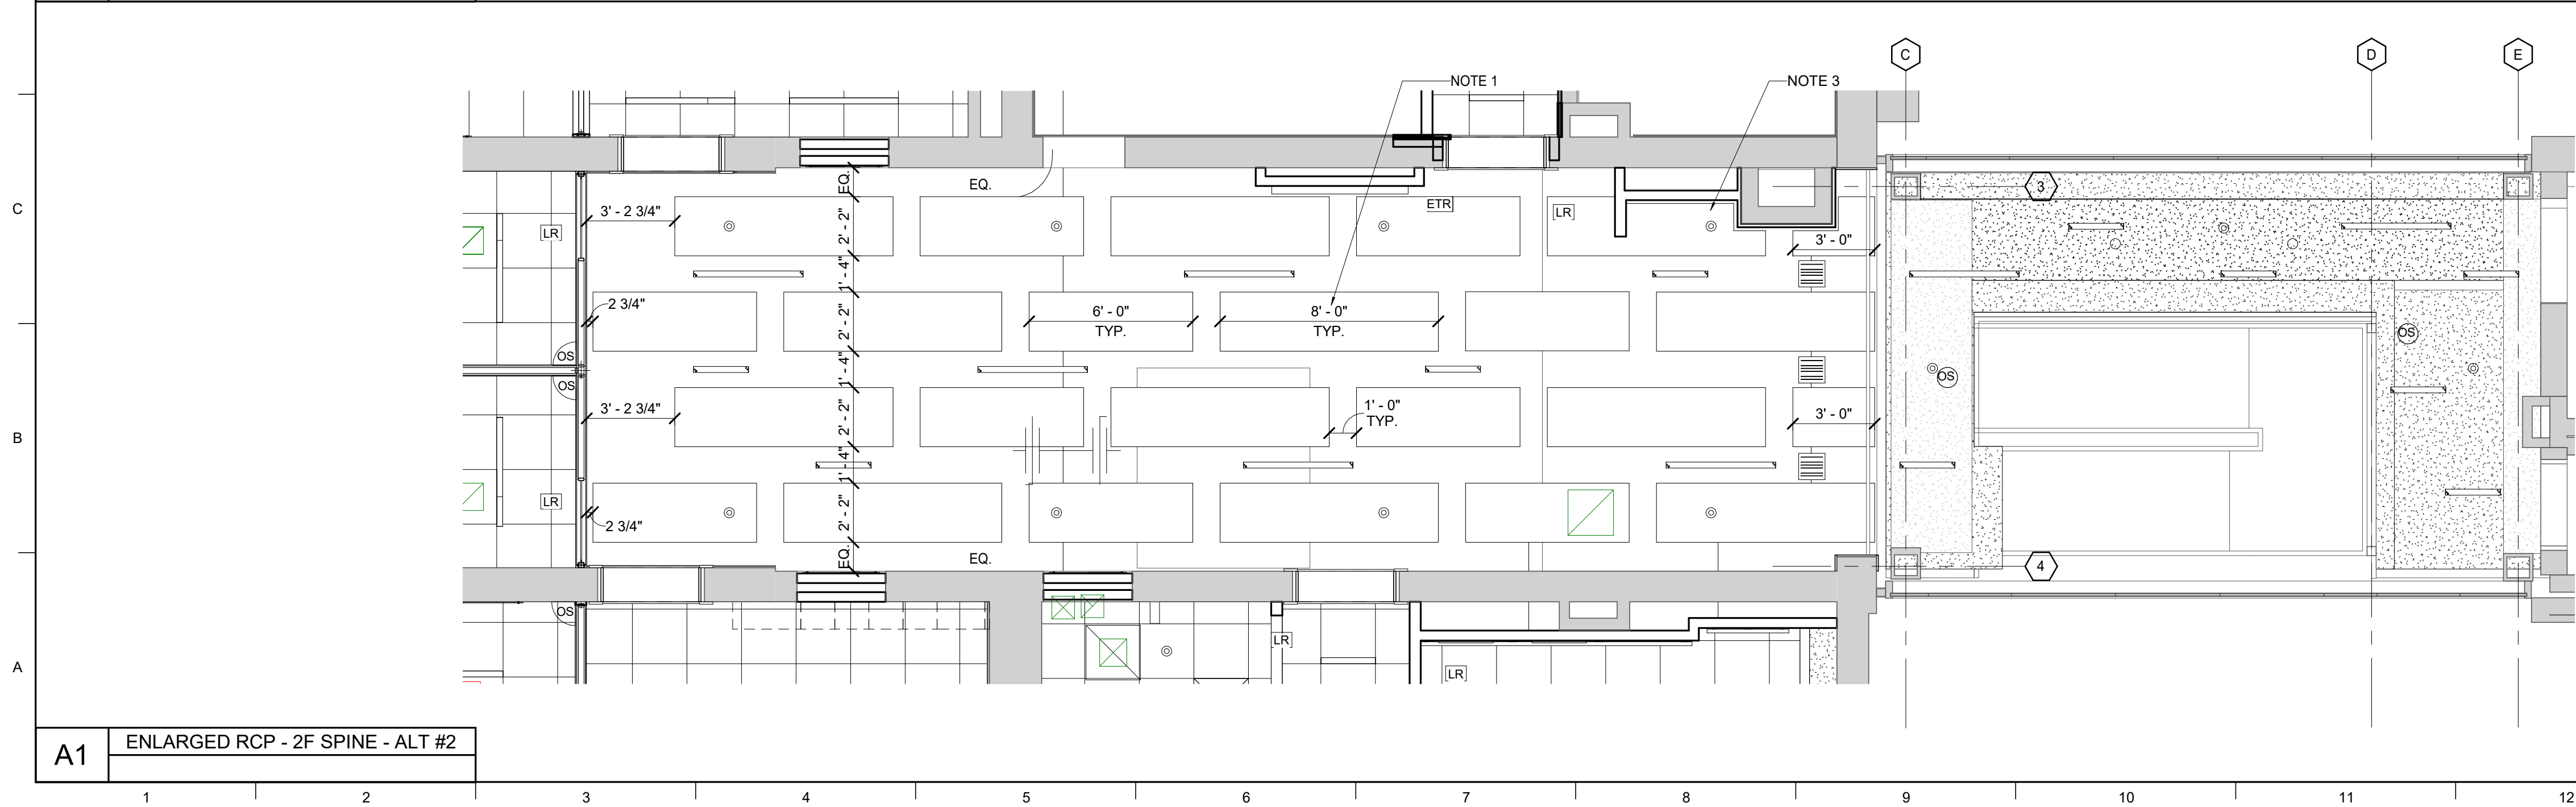 C
D
E
NOTE 1
NOTE 3
C
EQ.
EQ.
3
ETR
3' - 2 3/4"
LR
LR
2' - 2"
3' - 0"
1' - 4"
2 3/4"
2' - 2"
6' - 0"
TYP.
8' - 0"
TYP.
OS
OS
1' - 4"
OS
OS
3' - 2 3/4"
2' - 2"
1' - 0"
TYP.
3' - 0"
B
1' - 4"
LR
2' - 2"
2 3/4"
EQ.
EQ.
4
OS
LR
A
LR
A1
ENLARGED RCP - 2F SPINE - ALT #2
1
2
3
4
5
6
7
8
9
10
11
12